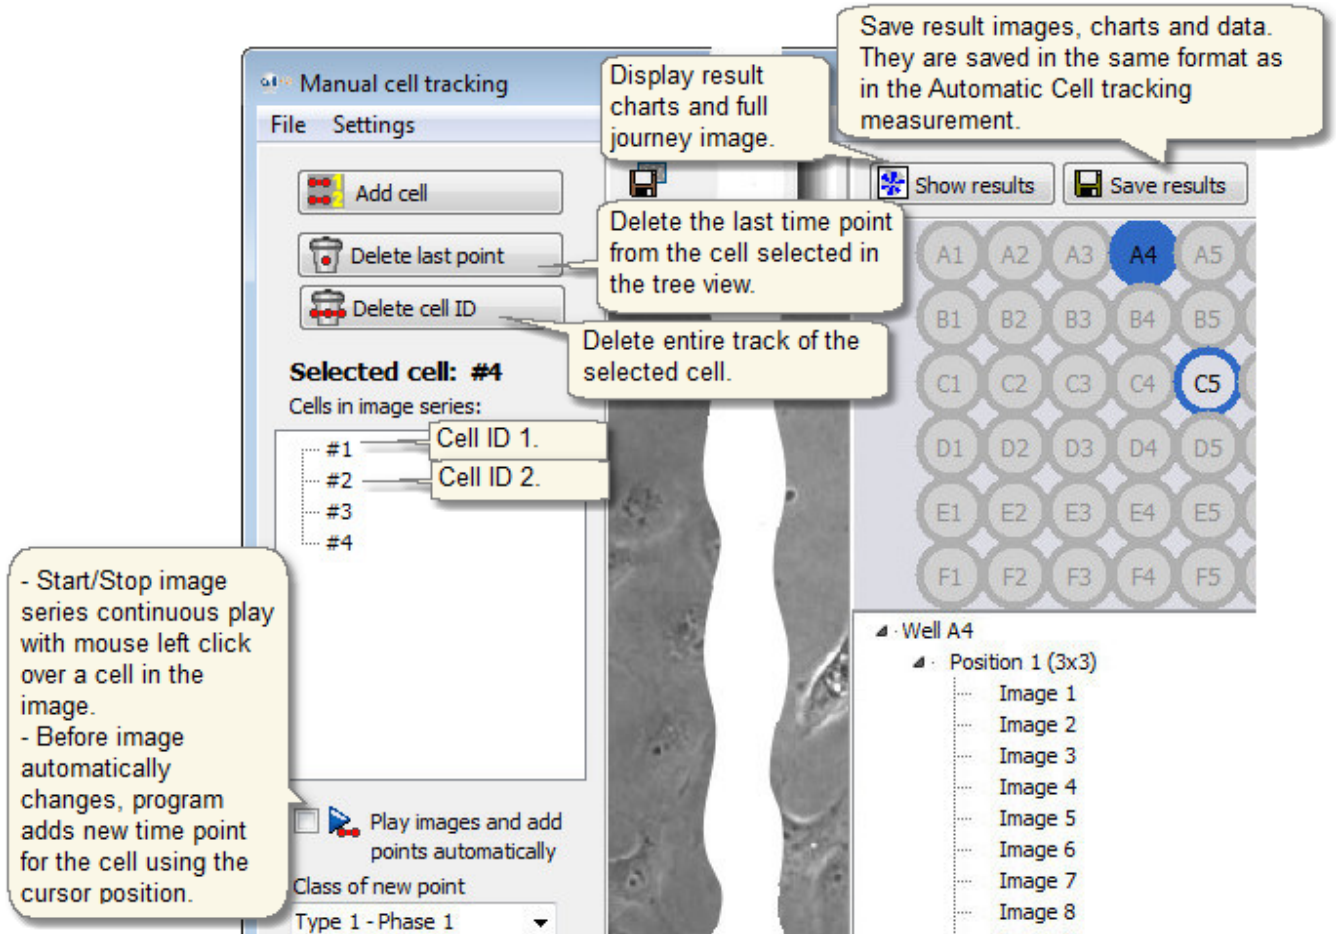 Save result images, charts and data.
They are saved in the same format as
in the Automatic Cell tracking
measurement.
Display result
charts and full
journey image.
Manual cell tracking
File Settings
Add cell
Delete last point
Delete cell ID
Show results
Save results
Delete the last time point
from the cell selected in
the tree view.
Delete entire track of the
selected cell.
A1 A2 A3 A4 A5
B1 B2 B3 B4 B5
C1 C2 C3 C4 C5
D1 D2 D3 D4 D5
E1 E2 E3 E4 E5
F1 F2 F3 F4 F5
Selected cell: #4
Cells in image series:
#1
#2
#3
#4
Cell ID 1.
Cell ID 2.
- Start/Stop image
series continuous play
with mouse left click
over a cell in the
image.
- Before image
automatically
changes, program
adds new time point
for the cell using the
cursor position.
Play images and add
points automatically
Class of new point
Type 1 - Phase 1
Well A4
Position 1 (3x3)
Image 1
Image 2
Image 3
Image 4
Image 5
Image 6
Image 7
Image 8